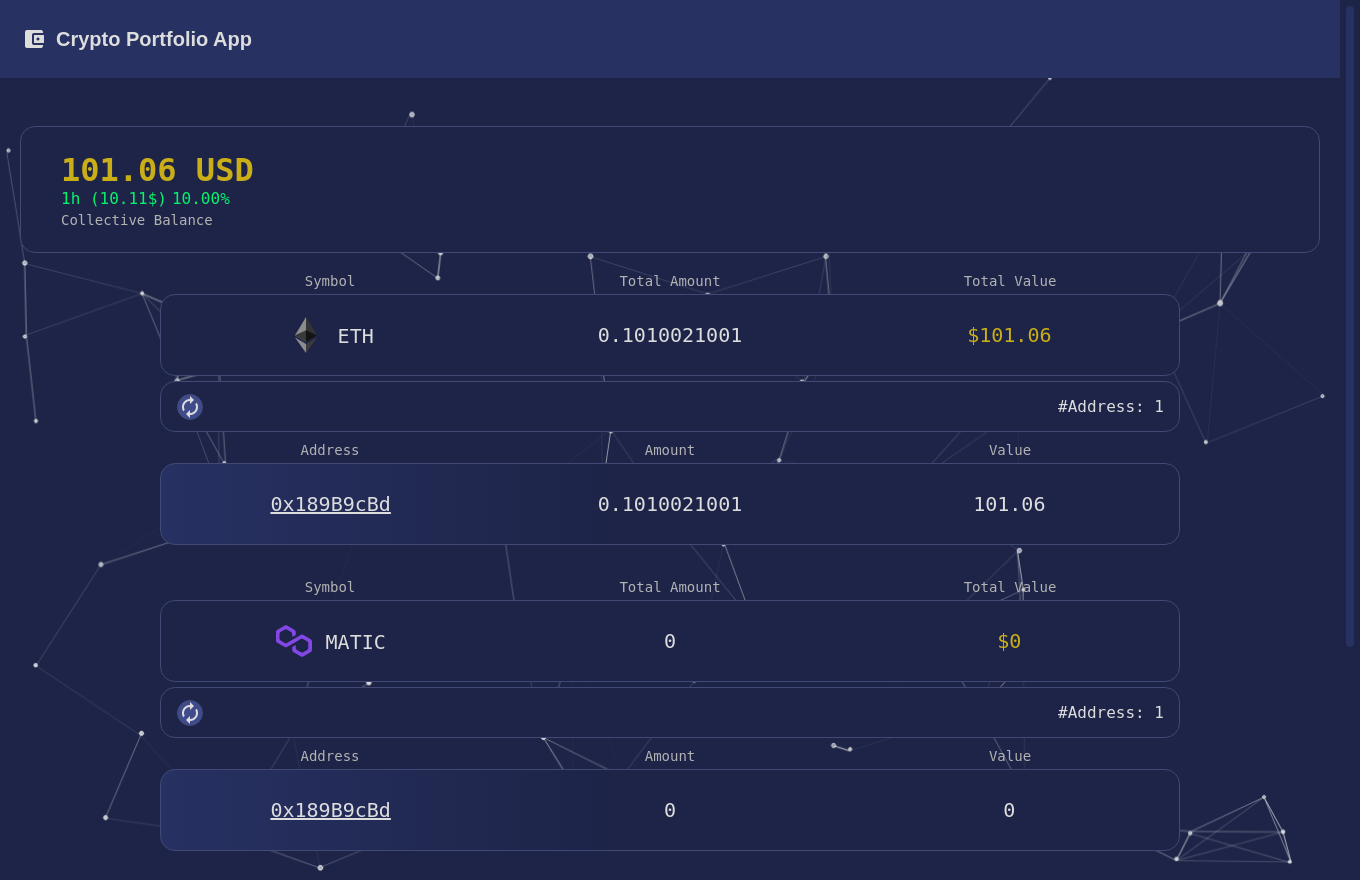 Crypto Portfolio App
101.06 USD
1h (10.11$) 10.00%
Collective Balance
Symbol Total Amount Total Value
ETH 0.1010021001 $101.06
#Address: 1
Address Amount Value
0x189B9cBd 0.1010021001 101.06
Symbol Total Amount Total Value
MATIC 0 $0
#Address: 1
Address Amount Value
0x189B9cBd 0 0